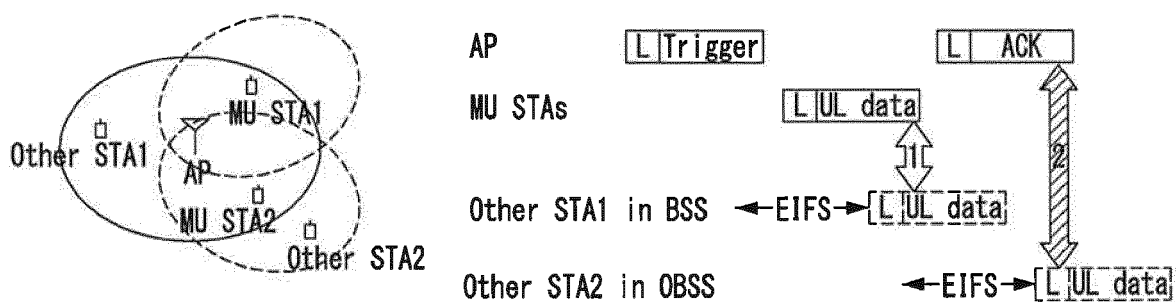 MU STA1
Other STA1
AP
MU STA2
Other STA2
AP L Trigger L ACK
MU STAs L UL data
1
2
Other STA1 in BSS EIFS L UL data
Other STA2 in OBSS EIFS L UL data